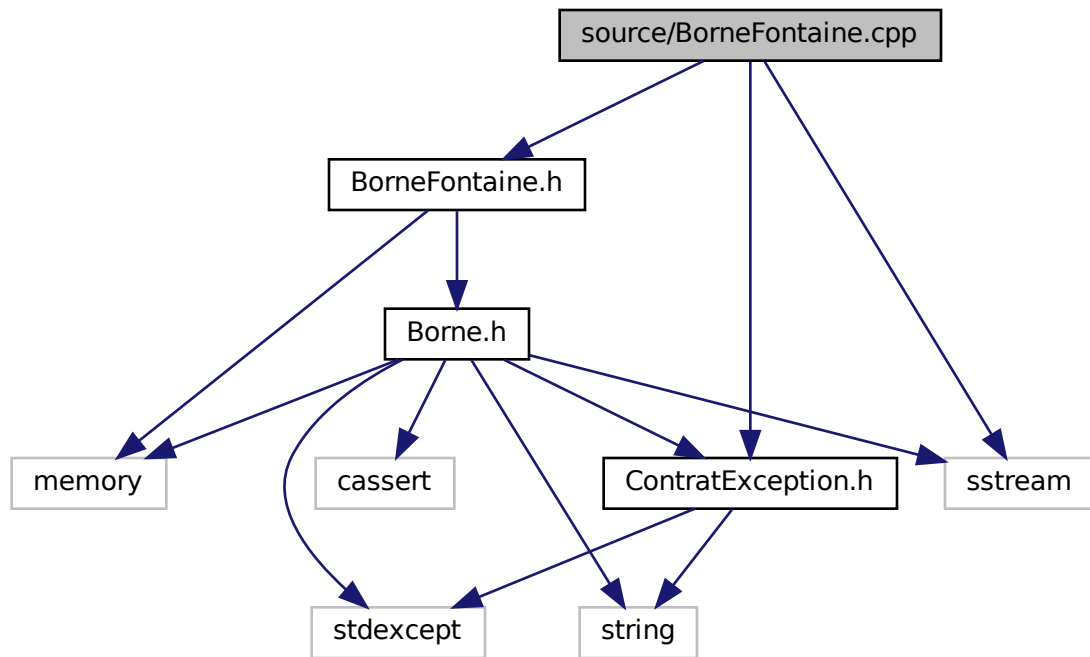 source/BorneFontaine.cpp
BorneFontaine.h
Borne.h
memory
cassert
ContratException.h
sstream
stdexcept
string